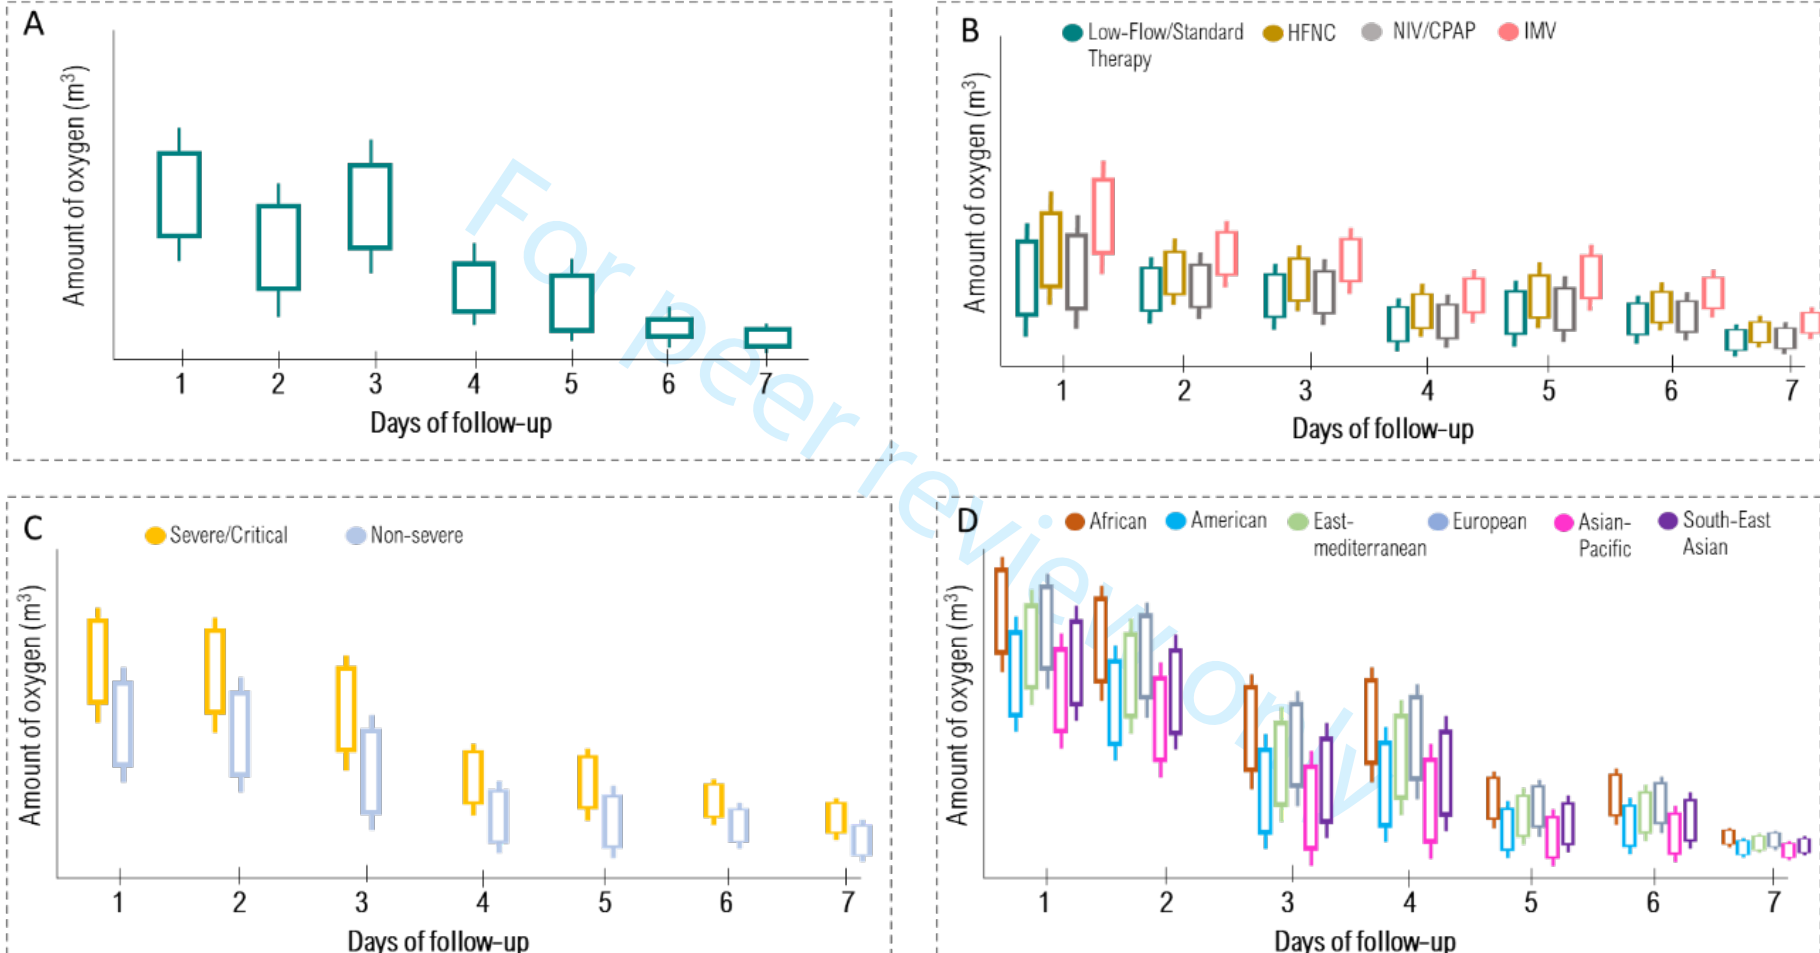 A
Amount of oxygen (m³)
1 2 3 4 5 6 7
Days of follow-up
B
Low-Flow/Standard
Therapy
HFNC
NIV/CPAP
IMV
Amount of oxygen (m³)
1 2 3 4 5 6 7
Days of follow-up
C
Severe/Critical
Non-severe
Amount of oxygen (m³)
1 2 3 4 5 6 7
Days of follow-up
D
African
American
East-
mediterranean
European
Asian-
Pacific
South-East
Asian
Amount of oxygen (m³)
1 2 3 4 5 6 7
Days of follow-up
For peer review only